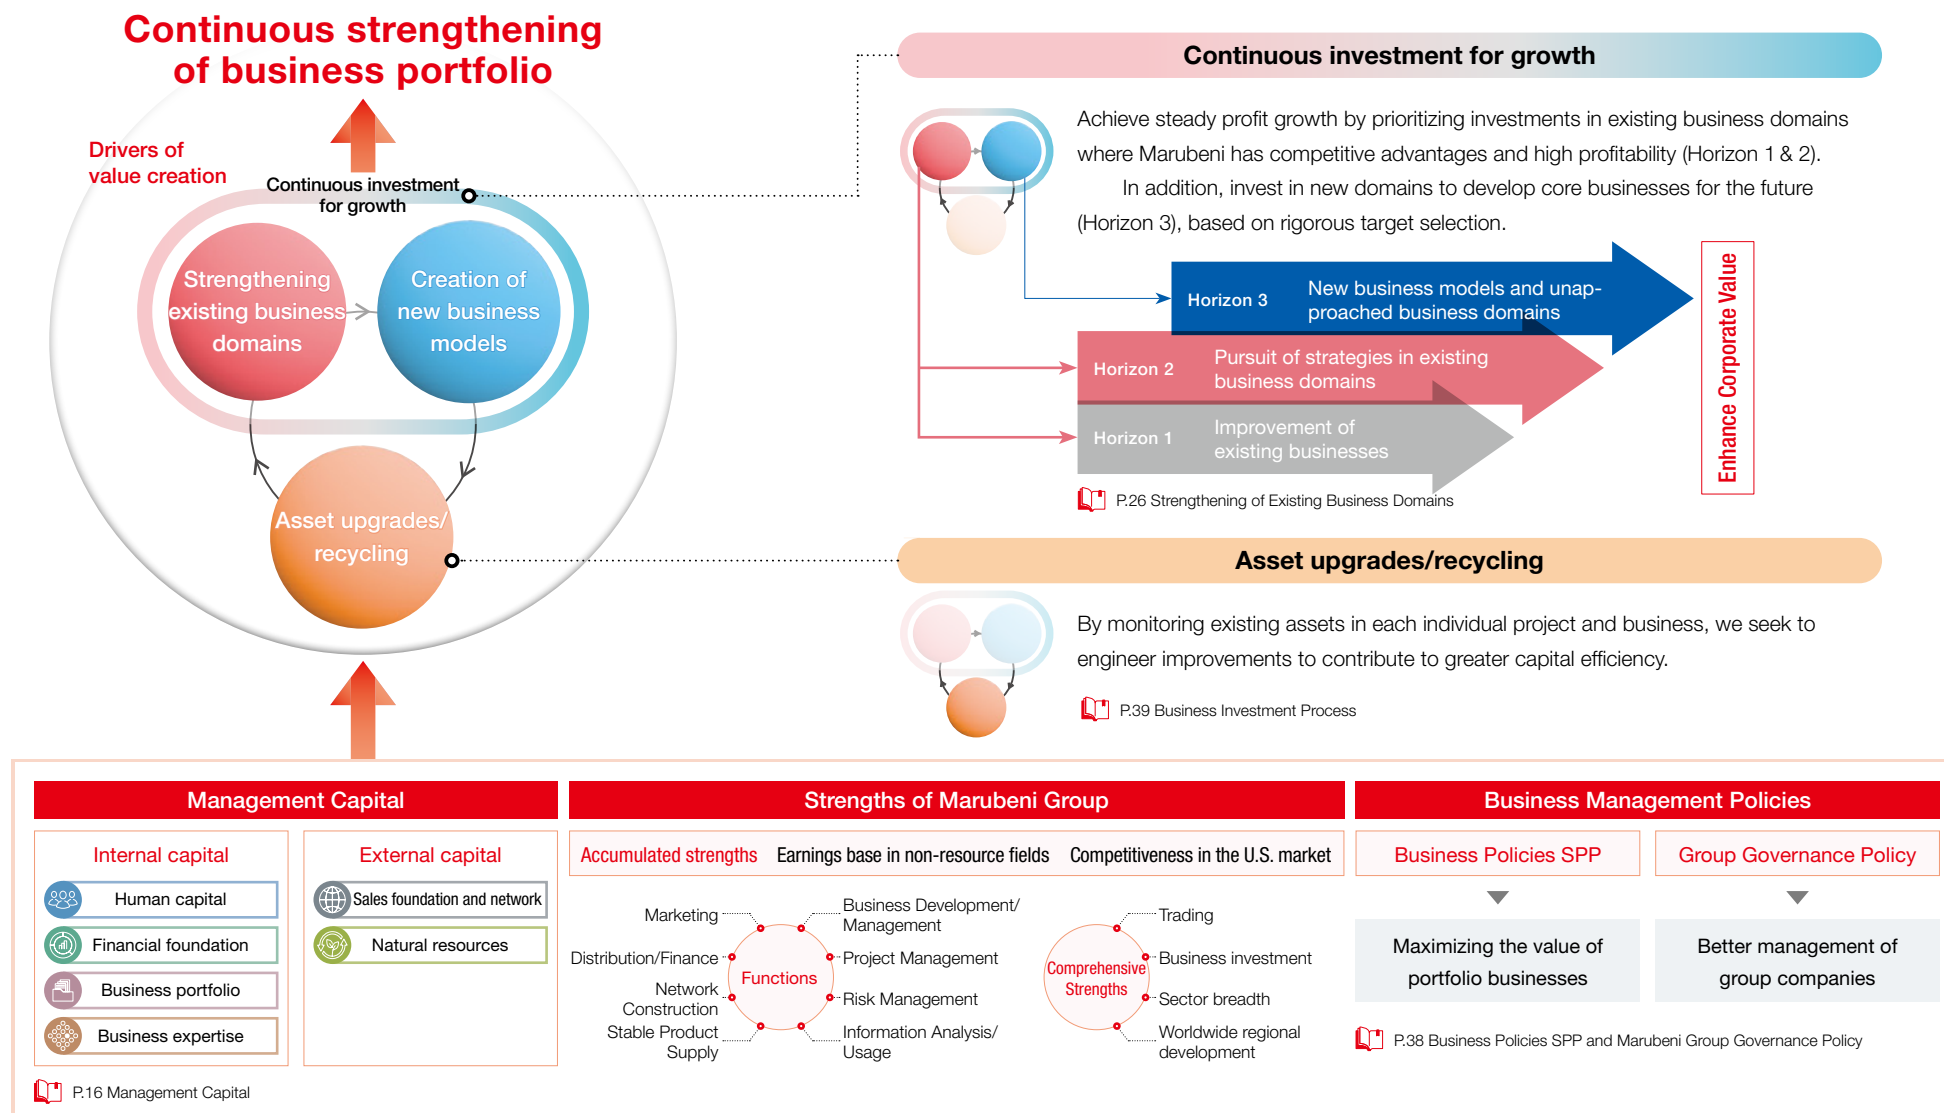 Continuous strengthening
of business portfolio
Drivers of
value creation
Continuous investment
for growth
Strengthening
existing business
domains
Creation of
new business
models
Asset upgrades/
recycling
Continuous investment for growth
Achieve steady profit growth by prioritizing investments in existing business domains
where Marubeni has competitive advantages and high profitability (Horizon 1 & 2).
In addition, invest in new domains to develop core businesses for the future
(Horizon 3), based on rigorous target selection.
Horizon 3
New business models and unap-
proached business domains
Horizon 2
Pursuit of strategies in existing
business domains
Horizon 1
Improvement of
existing businesses
Enhance Corporate Value
P.26 Strengthening of Existing Business Domains
Asset upgrades/recycling
By monitoring existing assets in each individual project and business, we seek to
engineer improvements to contribute to greater capital efficiency.
P.39 Business Investment Process
Management Capital
Internal capital
Human capital
Financial foundation
Business portfolio
Business expertise
External capital
Sales foundation and network
Natural resources
P.16 Management Capital
Strengths of Marubeni Group
Accumulated strengths
Earnings base in non-resource fields
Competitiveness in the U.S. market
Marketing
Distribution/Finance
Network
Construction
Stable Product
Supply
Functions
Business Development/
Management
Project Management
Risk Management
Information Analysis/
Usage
Comprehensive
Strengths
Trading
Business investment
Sector breadth
Worldwide regional
development
Business Management Policies
Business Policies SPP
Maximizing the value of
portfolio businesses
Group Governance Policy
Better management of
group companies
P.38 Business Policies SPP and Marubeni Group Governance Policy